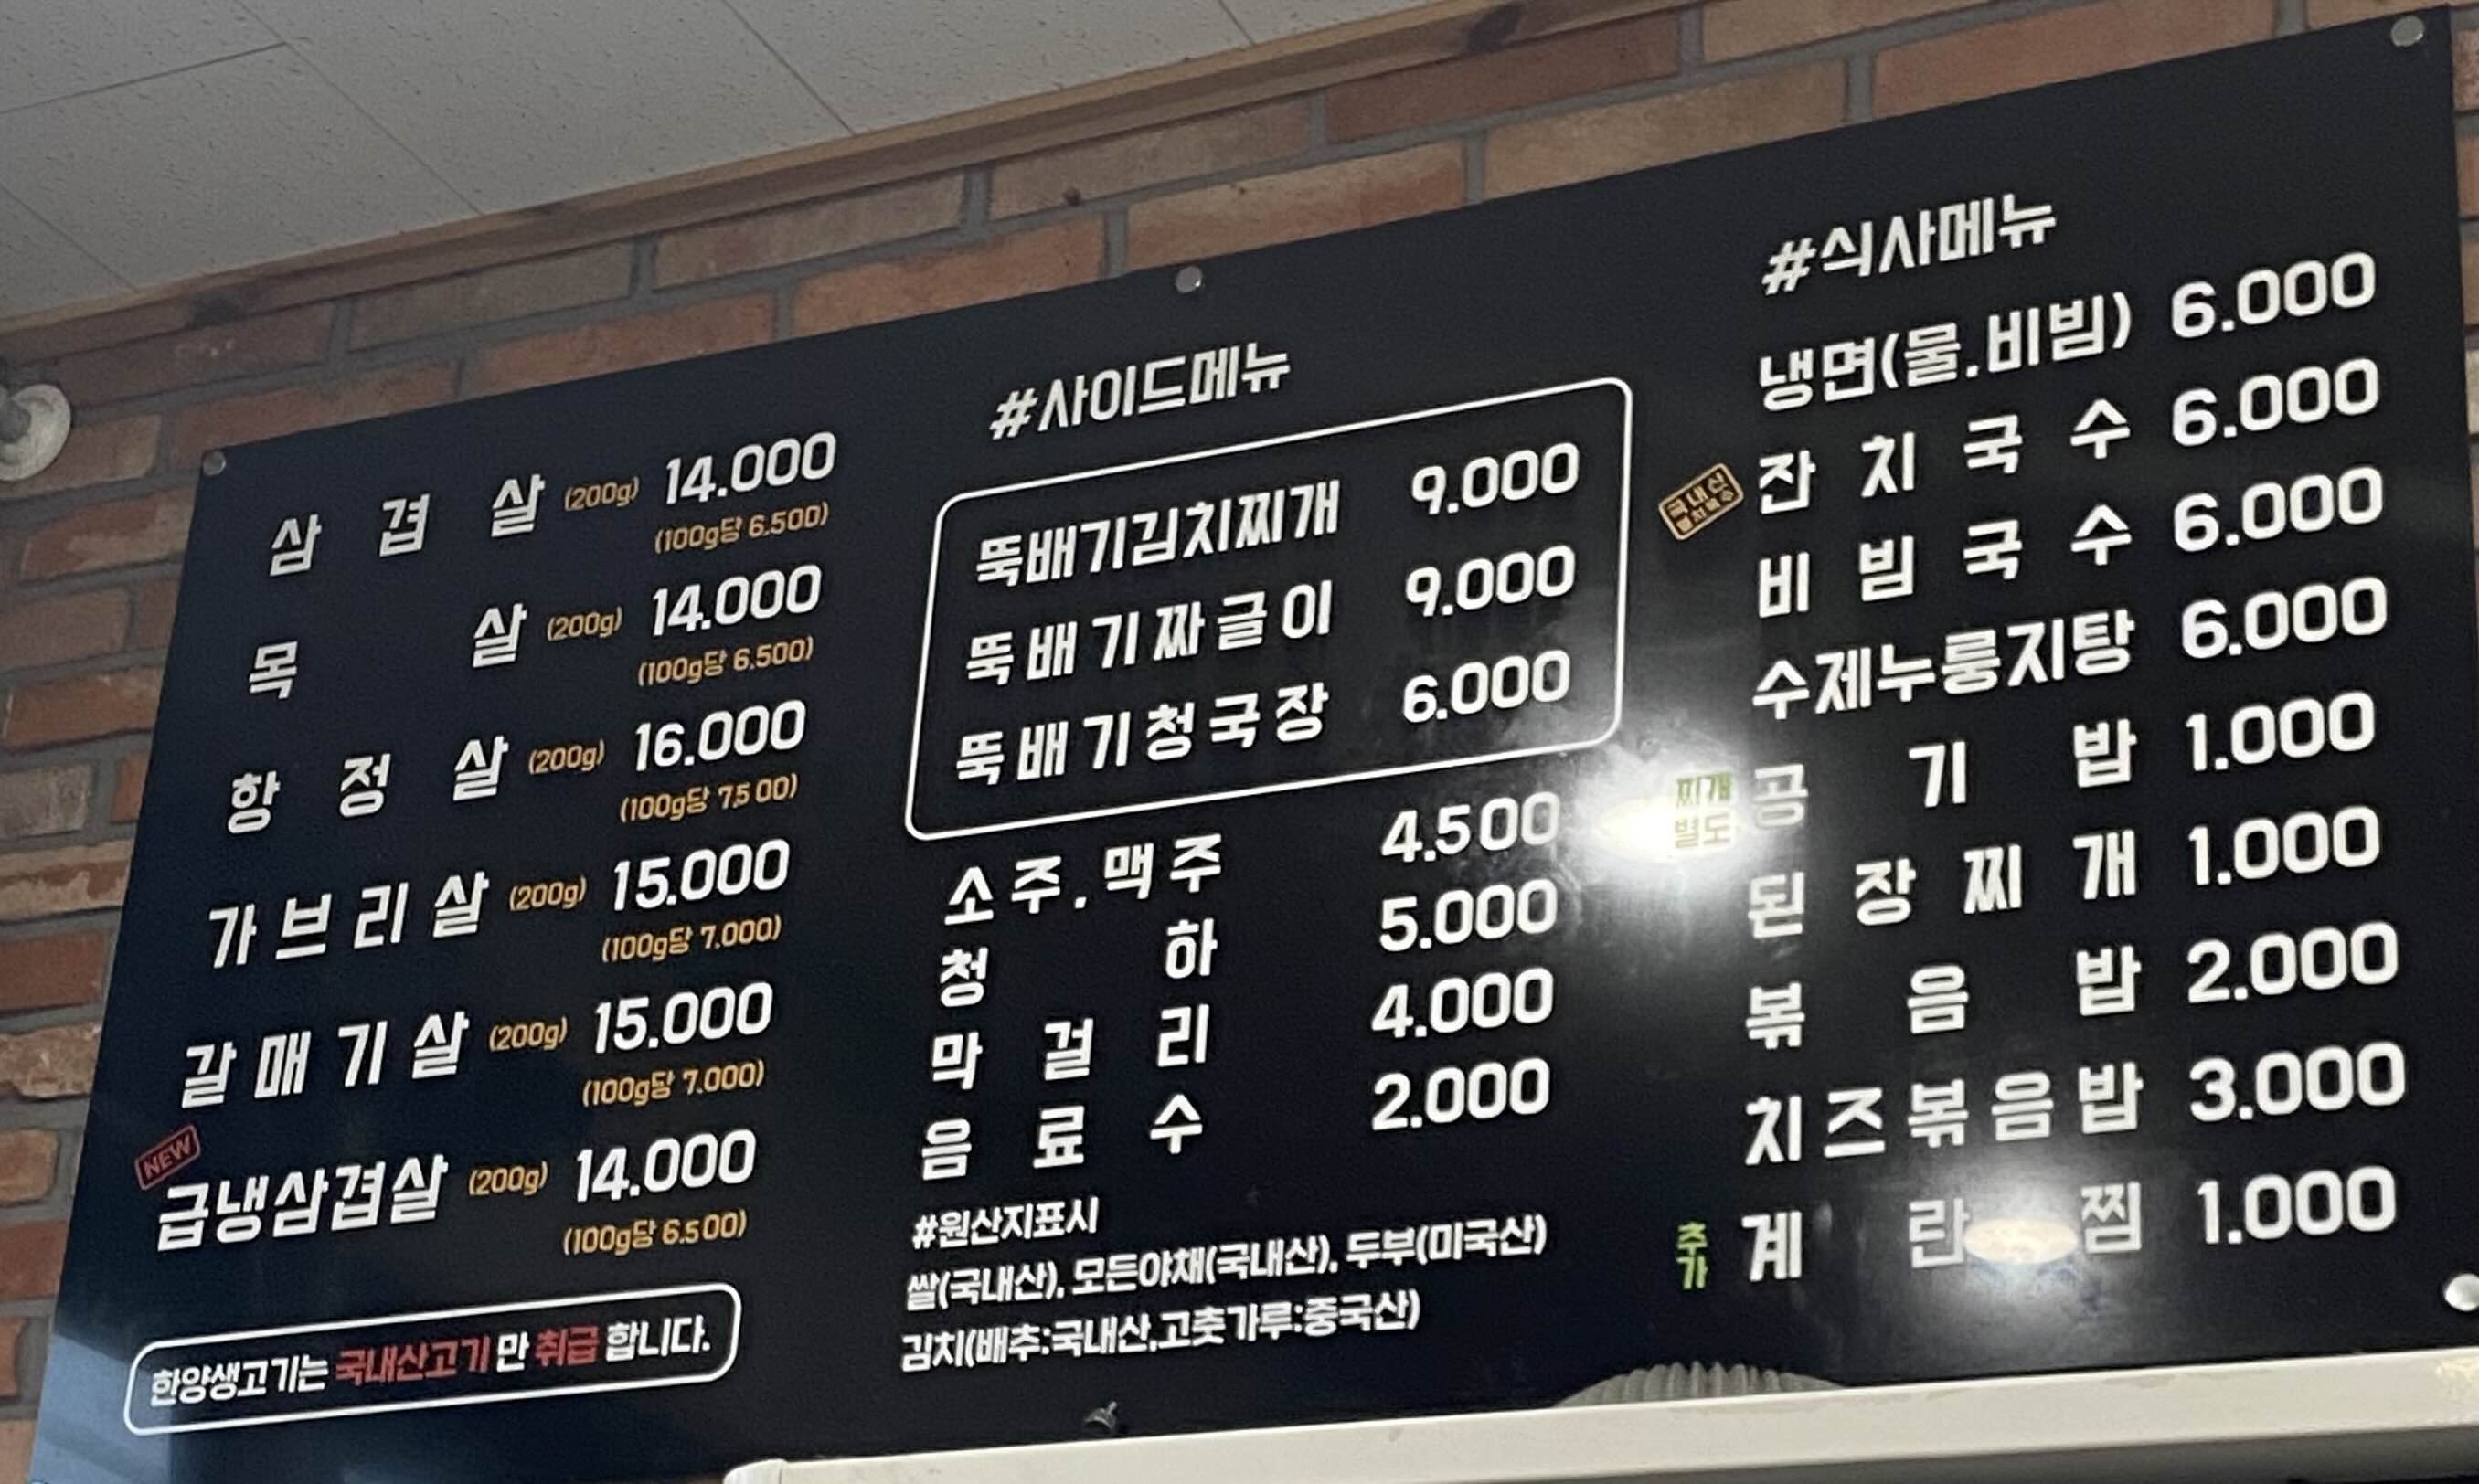 삼겹살 (200g) 14.000
(100g당 6.500)
목살 (200g) 14.000
(100g당 6.500)
항정살 (200g) 16.000
(100g당 7.500)
가브리살 (200g) 15.000
(100g당 7.000)
갈매기살 (200g) 15.000
(100g당 7.000)
NEW
급냉삼겹살 (200g) 14.000
(100g당 6.500)
한양생고기는 국내산고기만 취급 합니다.
#사이드메뉴
뚝배기김치찌개 9.000
뚝배기짜글이 9.000
뚝배기청국장 6.000
소주.맥주 4.500
청하 5.000
막걸리 4.000
음료수 2.000
#원산지표시
쌀(국내산), 모든야채(국내산), 두부(미국산)
김치(배추:국내산,고춧가루:중국산)
#식사메뉴
냉면(물.비빔) 6.000
국내산
잔치국수 6.000
비빔국수 6.000
수제누룽지탕 6.000
찌개
별도
공기밥 1.000
된장찌개 1.000
볶음밥 2.000
치즈볶음밥 3.000
추가 계란찜 1.000